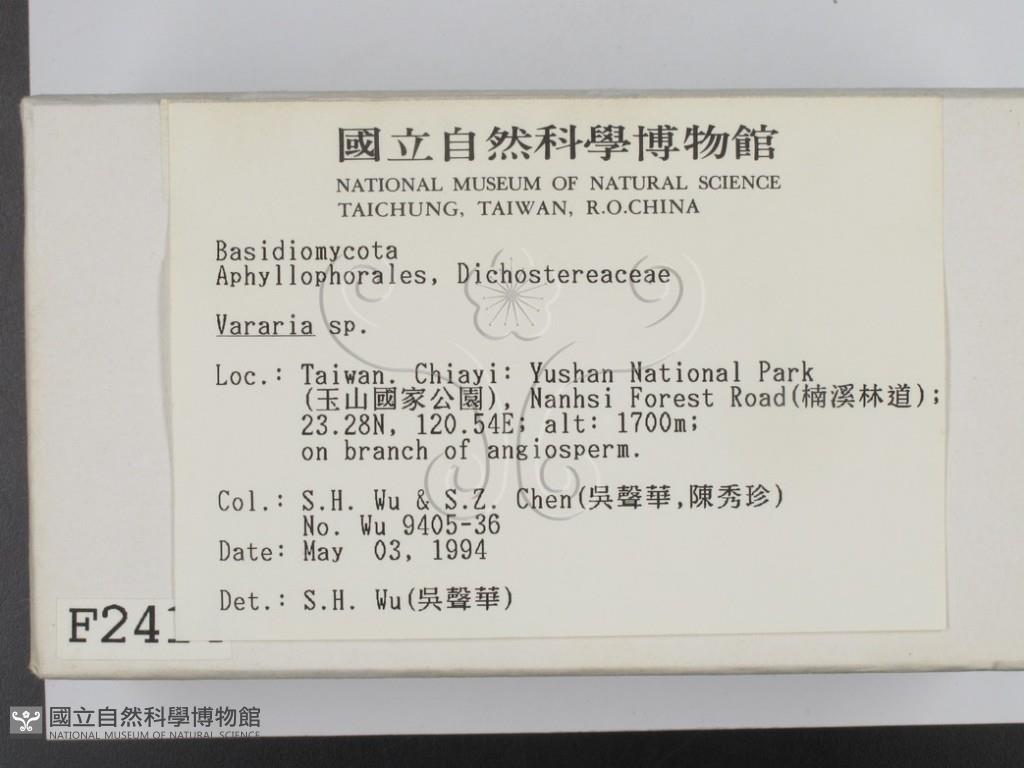 國立自然科學博物館
NATIONAL MUSEUM OF NATURAL SCIENCE
TAICHUNG, TAIWAN, R.O.CHINA
Basidiomycota
Aphyllophorales, Dichostereaceae
Vararia sp.
Loc.: Taiwan. Chiayi: Yushan National Park
(玉山國家公園), Nanhsi Forest Road(楠溪林道);
23.28N, 120.54E; alt: 1700m;
on branch of angiosperm.
Col.: S.H. Wu & S.Z. Chen(吳聲華,陳秀珍)
No. Wu 9405-36
Date: May 03, 1994
Det.: S.H. Wu(吳聲華)
國立自然科學博物館
NATIONAL MUSEUM OF NATURAL SCIENCE